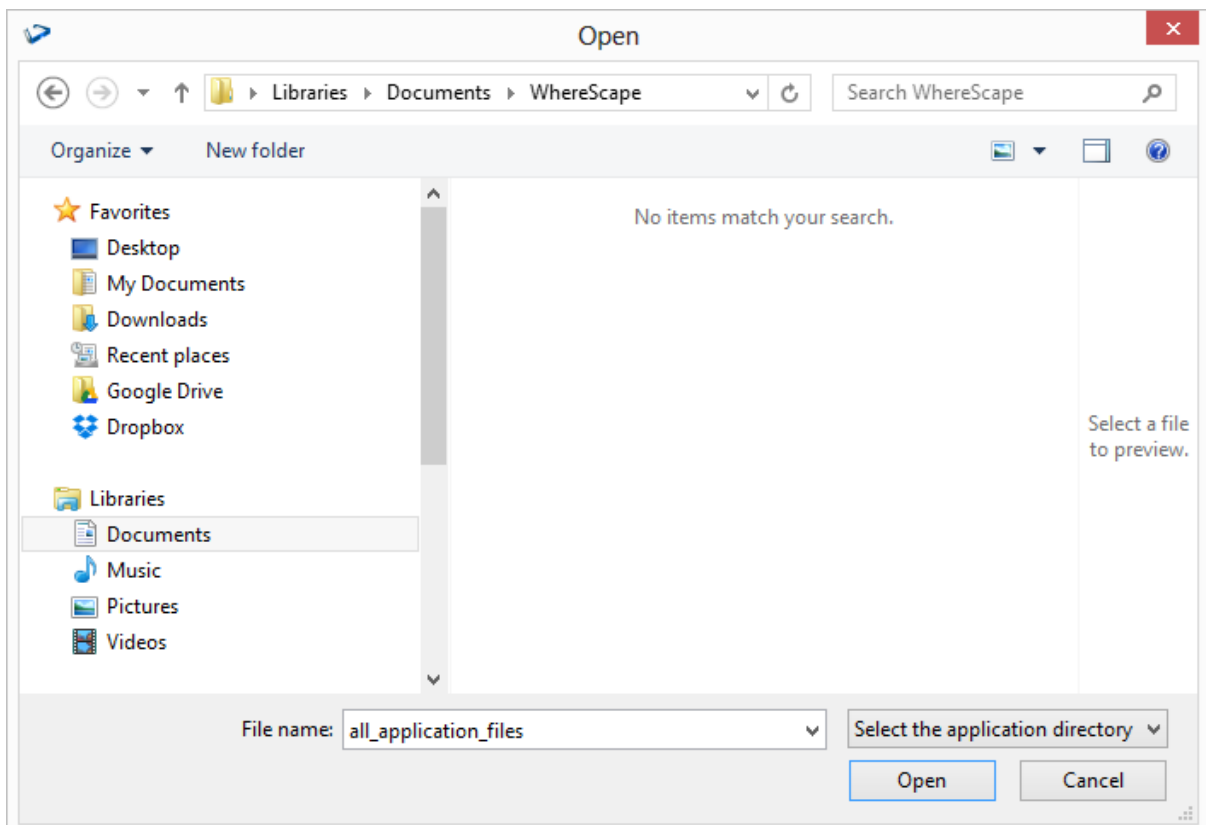 Open
Libraries Documents WhereScape
Search WhereScape
Organize
New folder
Favorites
Desktop
My Documents
Downloads
Recent places
Google Drive
Dropbox
Libraries
Documents
Music
Pictures
Videos
No items match your search.
Select a file
to preview.
File name: all_application_files
Select the application directory
Open
Cancel